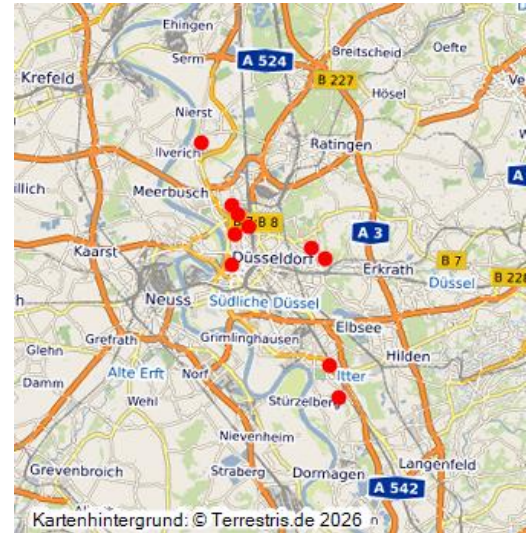 Ehingen
Serm
A 524
Breitscheid
Oefte
Krefeld
B 227
Hösel
Nierst
Ratingen
Ilverich
Meerbusch
B 8
A 3
Kaarst
Düsseldorf
B 7
Erkrath
Düssel
B 228
Neuss
Südliche Düssel
Elbsee
Glehn
Grefrath
Grimlinghausen
Hilden
Damm
Alte Erft
Norf
Itter
Wehl
Stürzelberg
Nievenheim
Langenfeld
Grevenbroich
Straberg
Dormagen
A 542
Kartenhintergrund: © Terrestris.de 2026